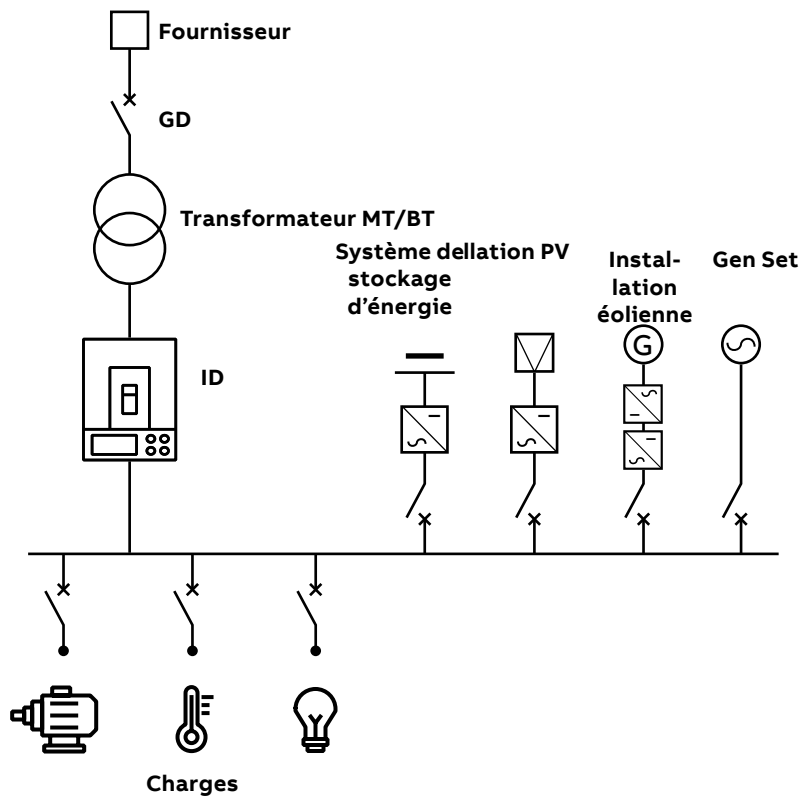 Fournisseur
GD
Transformateur MT/BT
Système dellation PV
stockage
d’énergie
Instal-
lation
éolienne
Gen Set
G
ID
Charges